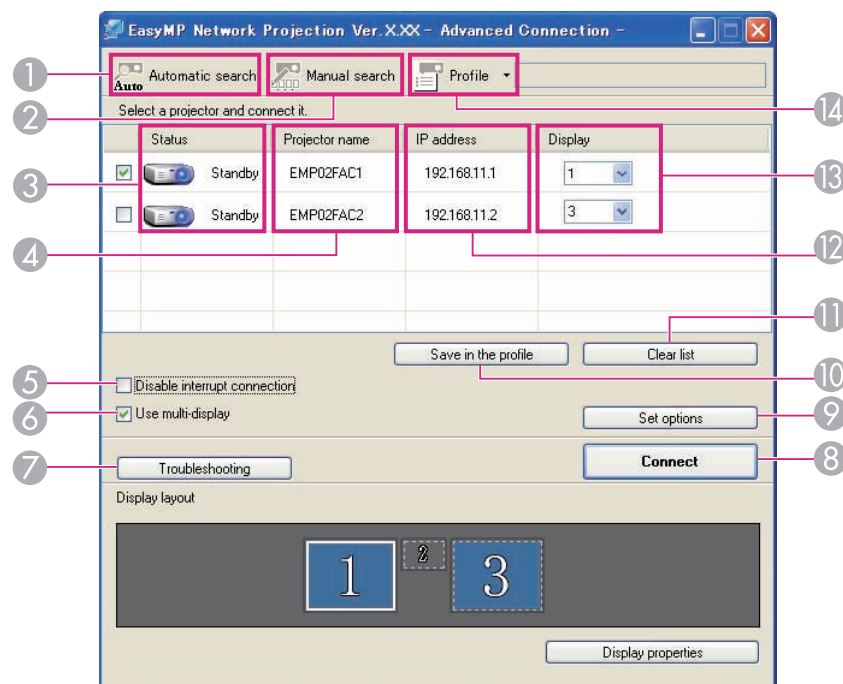 EasyMP Network Projection Ver.X.XX - Advanced Connection -
1 Auto Automatic search Manual search Profile
2 14
Select a projector and connect it.
Status Projector name IP address Display
3 Standby EMP02FAC1 192.168.11.1 1 13
Standby EMP02FAC2 192.168.11.2 3
4 12
11
Save in the profile Clear list
5 Disable interrupt connection 10
6 Use multi-display Set options 9
7 Troubleshooting Connect 8
Display layout
1 2 3
Display properties